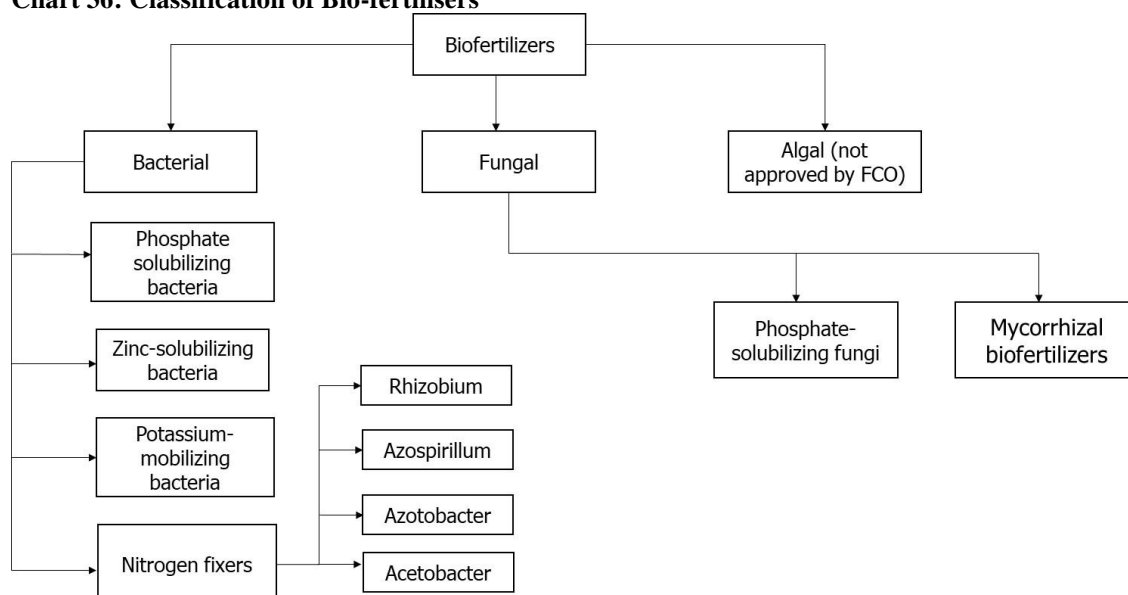 Chart 36: Classification of Bio-fertilisers
Biofertilizers
Bacterial
Fungal
Algal (not
approved by FCO)
Phosphate
solubilizing
bacteria
Zinc-solubilizing
bacteria
Potassium-
mobilizing
bacteria
Nitrogen fixers
Rhizobium
Azospirillum
Azotobacter
Acetobacter
Phosphate-
solubilizing fungi
Mycorrhizal
biofertilizers